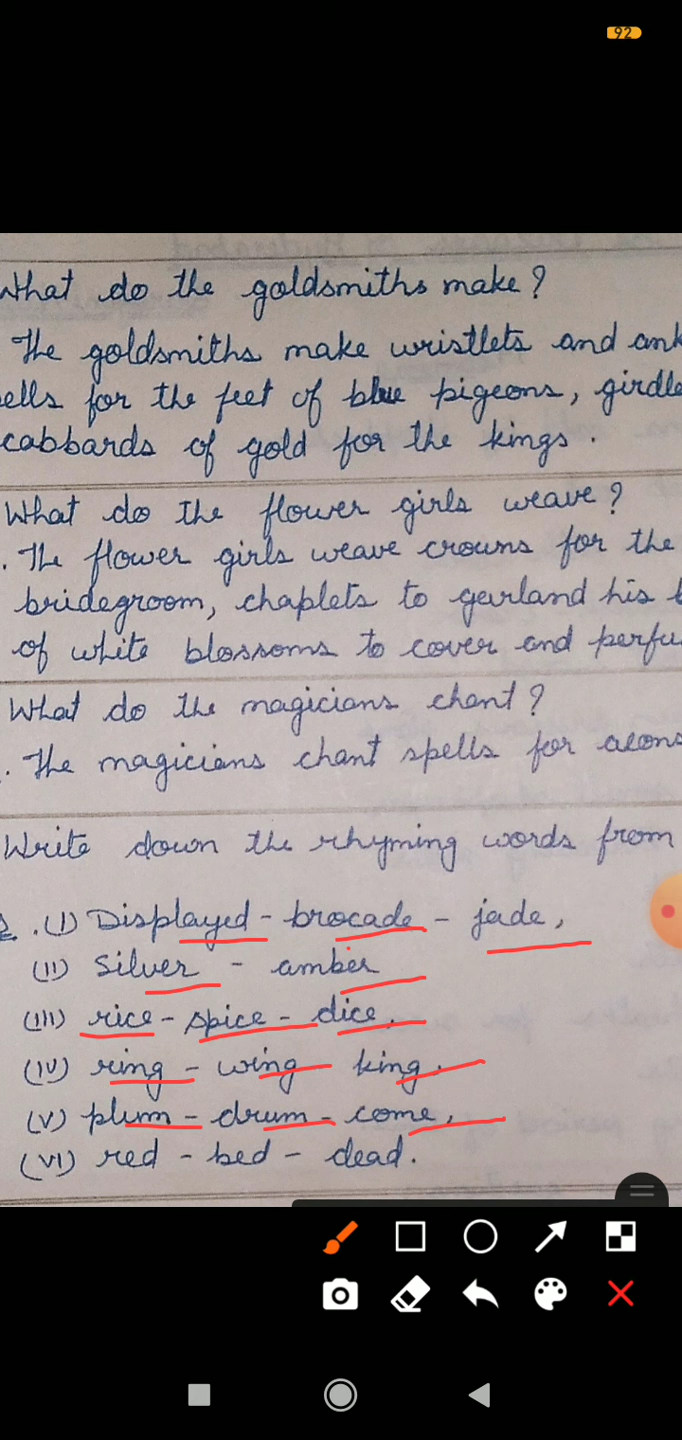 92
What do the goldsmiths make?
The goldsmiths make wristlets and ank
ells for the feet of blue pigeons, girdle
cabbards of gold for the kings.
What do the flower girls weave?
. The flower girls weave crowns for the
bridegroom, chaplets to garland his b
of white blossoms to cover and perfu
What do the magicians chant?
. The magicians chant spells for aeons
Write down the rhyming words from
s. (I) Displayed - brocade - jade,
(II) Silver - amber
(III) rice - spice - dice,
(IV) ring - wing king.
(V) plum - drum - come,
(VI) red - bed - dead.